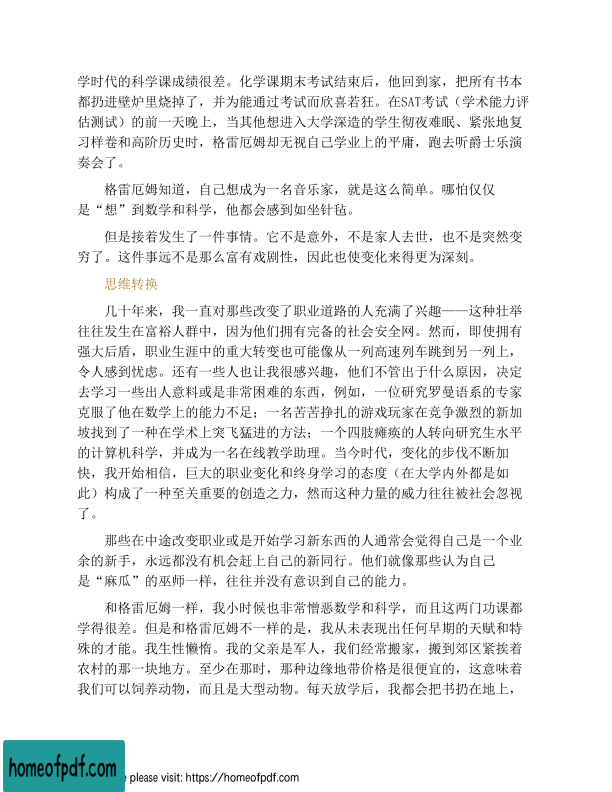 学时代的科学课成绩很差。化学课期末考试结束后，他回到家，把所有书本
都扔进壁炉里烧掉了，并为能通过考试而欣喜若狂。在SAT考试（学术能力评
估测试）的前一天晚上，当其他想进入大学深造的学生彻夜难眠、紧张地复
习样卷和高阶历史时，格雷厄姆却无视自己学业上的平庸，跑去听爵士乐演
奏会了。
格雷厄姆知道，自己想成为一名音乐家，就是这么简单。哪怕仅仅
是“想”到数学和科学，他都会感到如坐针毡。
但是接着发生了一件事情。它不是意外，不是家人去世，也不是突然变
穷了。这件事远不是那么富有戏剧性，因此也使变化来得更为深刻。
思维转换
几十年来，我一直对那些改变了职业道路的人充满了兴趣——这种壮举
往往发生在富裕人群中，因为他们拥有完备的社会安全网。然而，即使拥有
强大后盾，职业生涯中的重大转变也可能像从一列高速列车跳到另一列上，
令人感到忧虑。还有一些人也让我很感兴趣，他们不管出于什么原因，决定
去学习一些出人意料或是非常困难的东西，例如，一位研究罗曼语系的专家
克服了他在数学上的能力不足；一名苦苦挣扎的游戏玩家在竞争激烈的新加
坡找到了一种在学术上突飞猛进的方法；一个四肢瘫痪的人转向研究生水平
的计算机科学，并成为一名在线教学助理。当今时代，变化的步伐不断加
快，我开始相信，巨大的职业变化和终身学习的态度（在大学内外都是如
此）构成了一种至关重要的创造之力，然而这种力量的威力往往被社会忽视
了。
那些在中途改变职业或是开始学习新东西的人通常会觉得自己是一个业
余的新手，永远都没有机会赶上自己的新同行。他们就像那些认为自己
是“麻瓜”的巫师一样，往往并没有意识到自己的能力。
和格雷厄姆一样，我小时候也非常憎恶数学和科学，而且这两门功课都
学得很差。但是和格雷厄姆不一样的是，我从未表现出任何早期的天赋和特
殊的才能。我生性懒惰。我的父亲是军人，我们经常搬家，搬到郊区紧挨着
农村的那一块地方。至少在那时，那种边缘地带价格是很便宜的，这意味着
我们可以饲养动物，而且是大型动物。每天放学后，我都会把书扔在地上，
homeofpdf.com
e please visit: https://homeofpdf.com